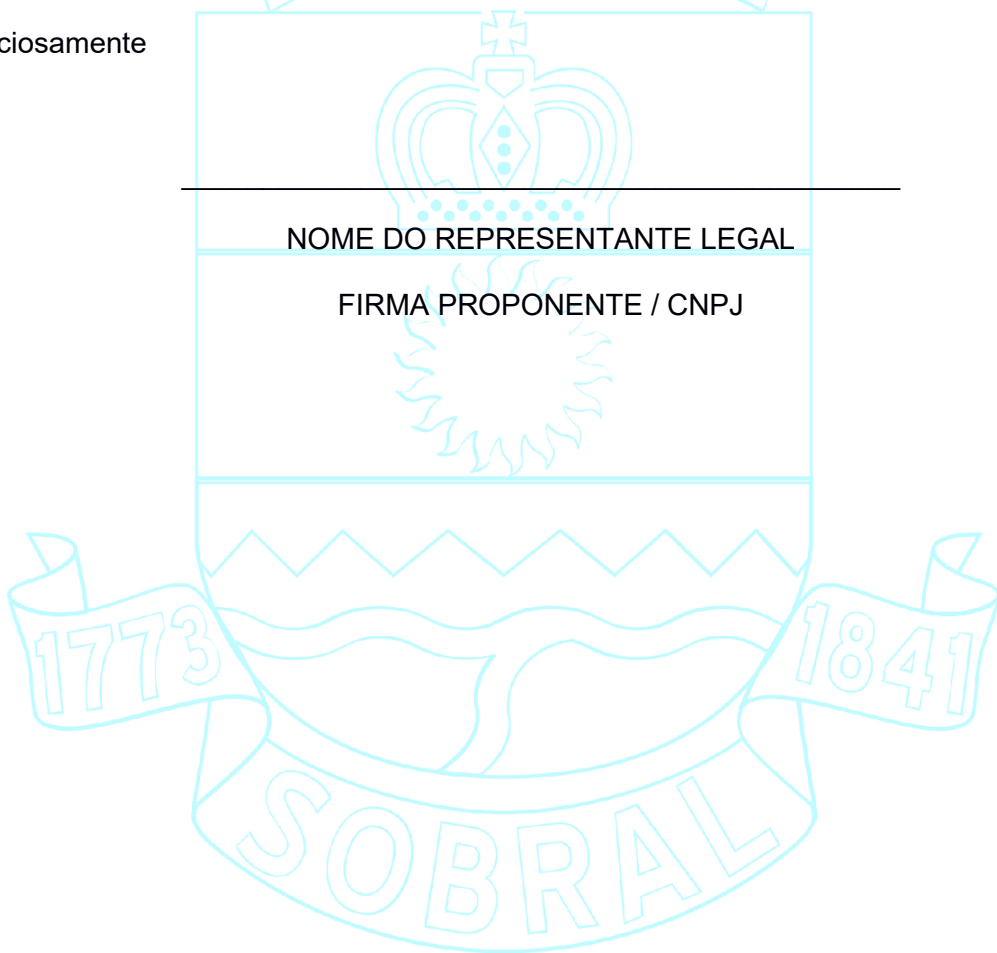 ciosamente
NOME DO REPRESENTANTE LEGAL
FIRMA PROPONENTE / CNPJ
1773
1841
SOBRAL